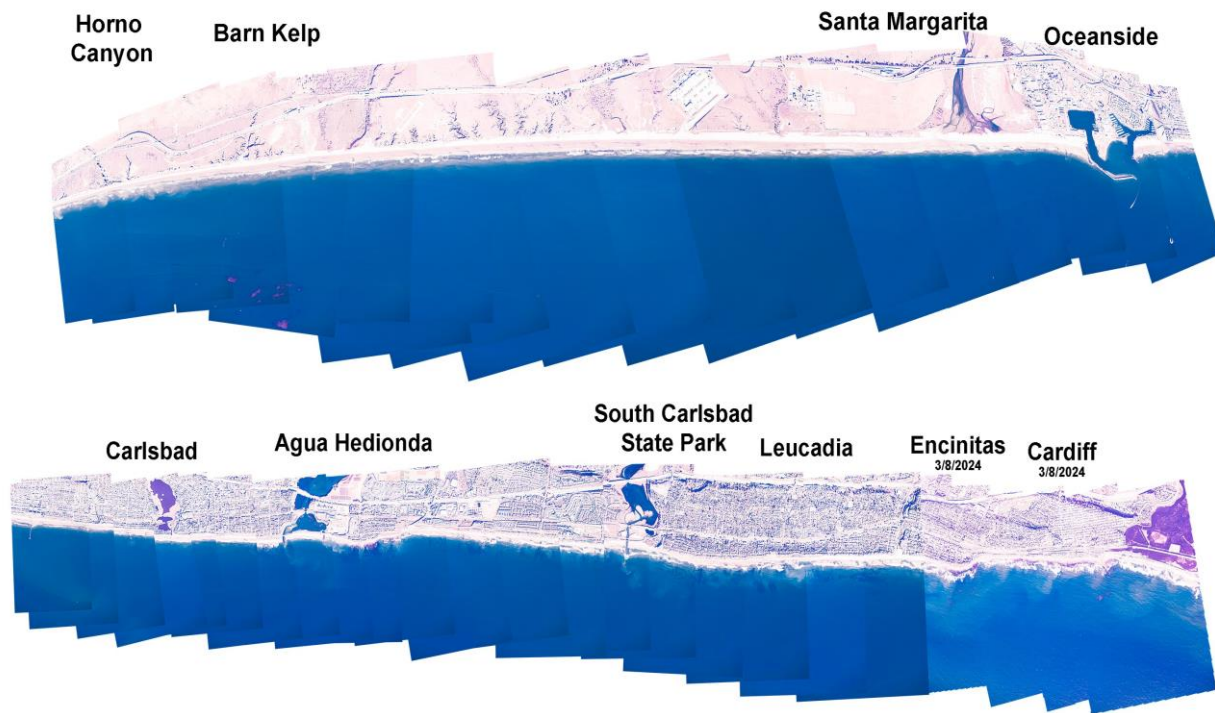 Horno
Canyon
Barn Kelp
Santa Margarita
Oceanside
Carlsbad
Agua Hedionda
South Carlsbad
State Park
Leucadia
Encinitas
3/8/2024
Cardiff
3/8/2024